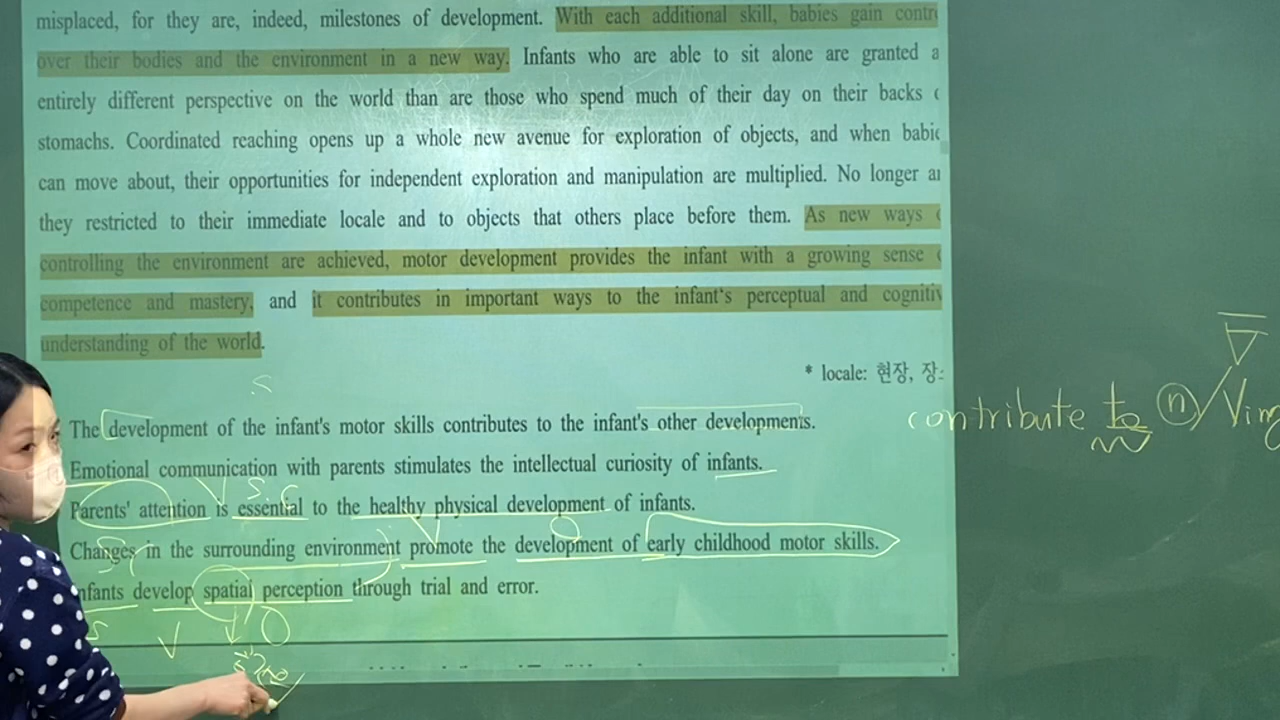 misplaced, for they are, indeed, milestones of development. With each additional skill, babies gain contr
over their bodies and the environment in a new way. Infants who are able to sit alone are granted a
entirely different perspective on the world than are those who spend much of their day on their backs
stomachs. Coordinated reaching opens up a whole new avenue for exploration of objects, and when babi
can move about, their opportunities for independent exploration and manipulation are multiplied. No longer a
they restricted to their immediate locale and to objects that others place before them. As new ways
controlling the environment are achieved, motor development provides the infant with a growing sense
competence and mastery, and it contributes in important ways to the infant's perceptual and cognitiv
understanding of the world.
* locale: 현장, 장
S
The development of the infant's motor skills contributes to the infant's other developments.
contribute to ⓝ/Ving
Emotional communication with parents stimulates the intellectual curiosity of infants.
V S C
Parents' attention is essential to the healthy physical development of infants.
V O
Changes in the surrounding environment promote the development of early childhood motor skills.
nfants develop spatial perception through trial and error.
S V O